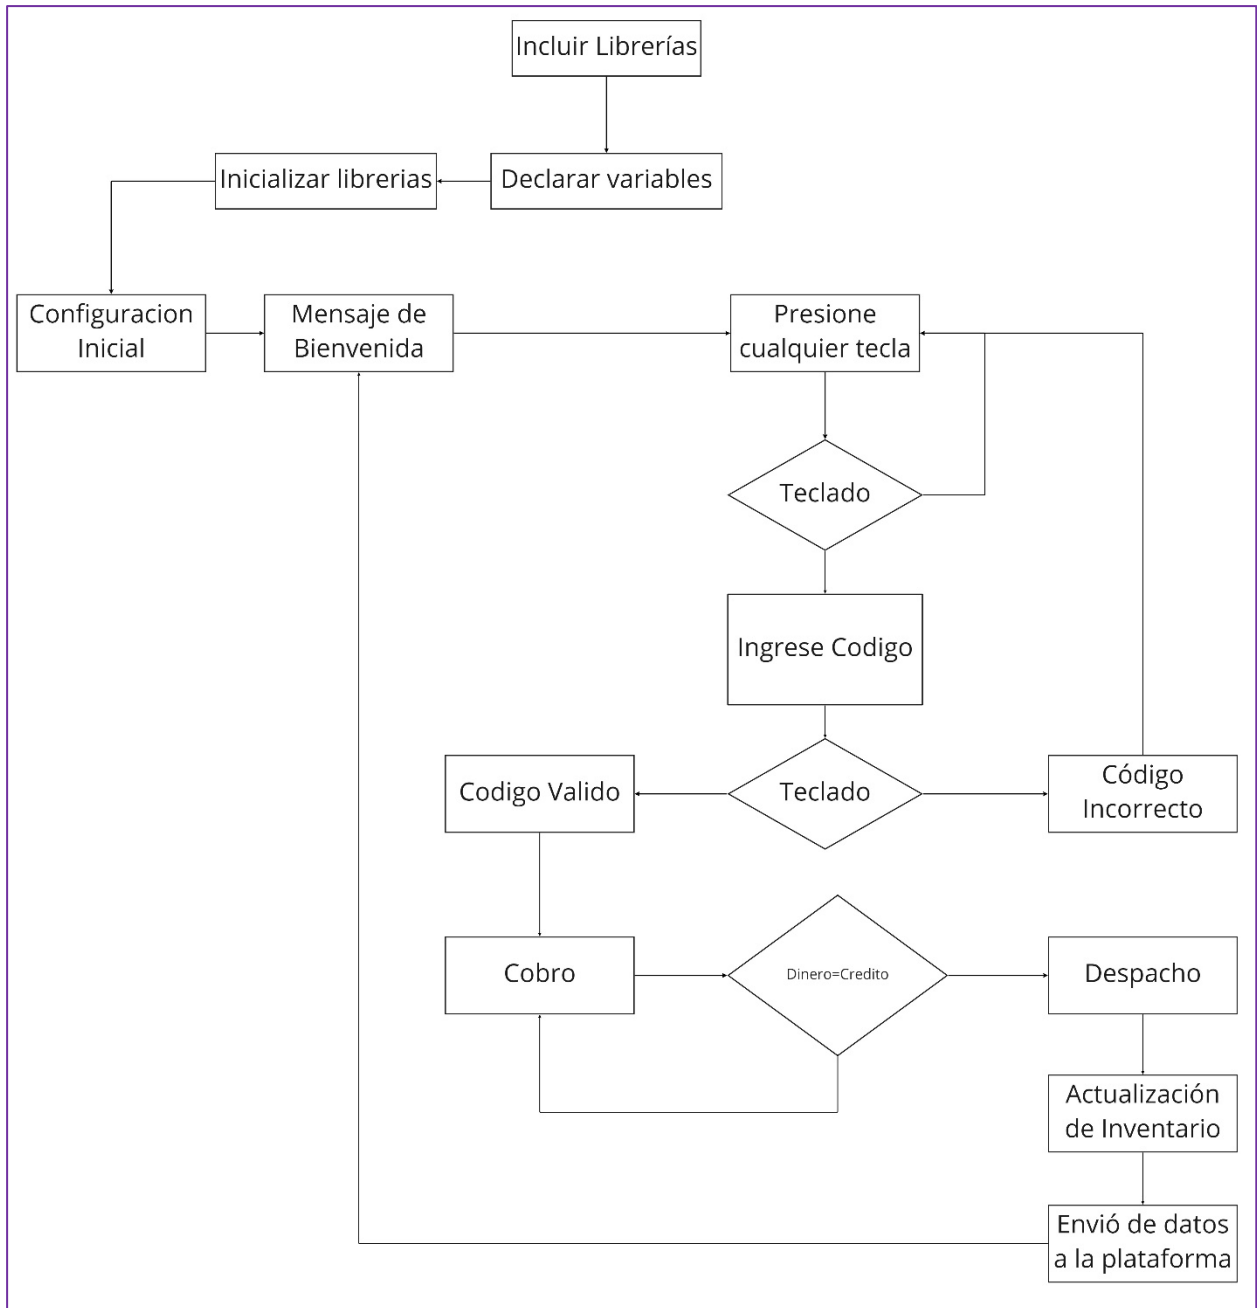 Incluir Librerías
Inicializar librerias
Declarar variables
Configuracion
Inicial
Mensaje de
Bienvenida
Presione
cualquier tecla
Teclado
Ingrese Codigo
Codigo Valido
Teclado
Código
Incorrecto
Cobro
Dinero=Credito
Despacho
Actualización
de Inventario
Envió de datos
a la plataforma